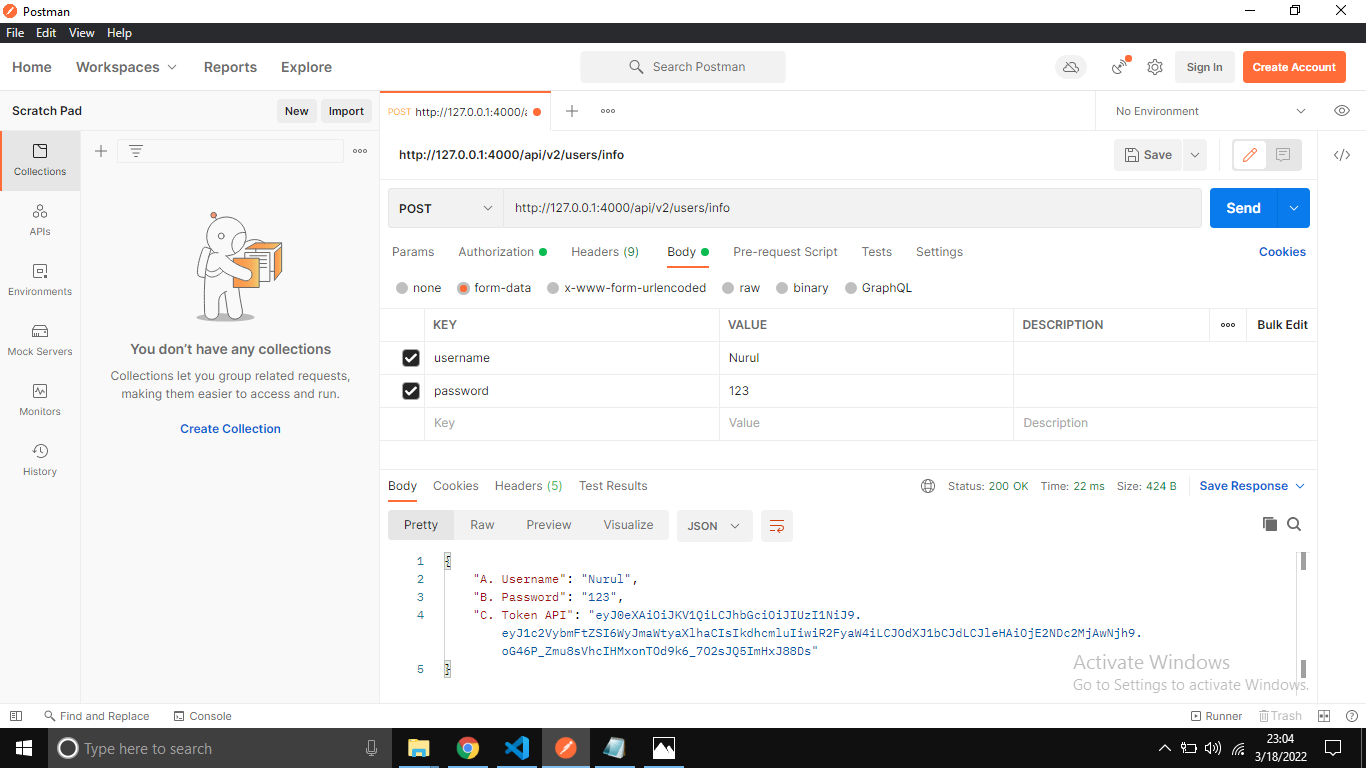 Postman
File Edit View Help
Home Workspaces Reports Explore Search Postman Sign In Create Account
Scratch Pad New Import POST http://127.0.0.1:4000/a No Environment
http://127.0.0.1:4000/api/v2/users/info Save
Collections
APIs
Environments
Mock Servers
Monitors
History
You don't have any collections
Collections let you group related requests,
making them easier to access and run.
Create Collection
POST http://127.0.0.1:4000/api/v2/users/info Send
Params Authorization Headers (9) Body Pre-request Script Tests Settings Cookies
none form-data x-www-form-urlencoded raw binary GraphQL
KEY VALUE DESCRIPTION Bulk Edit
username Nurul
password 123
Key Value Description
Body Cookies Headers (5) Test Results Status: 200 OK Time: 22 ms Size: 424 B Save Response
Pretty Raw Preview Visualize JSON
1 {
2 "A. Username": "Nurul",
3 "B. Password": "123",
4 "C. Token API": "eyJ0eXAiOiJKV1QiLCJhbGciOiJIUzI1NiJ9.
eyJ1c2VybmFtZSI6WyJmaWtyaXlhaCIsIkdhcmluIiwiR2FyaW4iLCJOdXJ1bCJdLCJleHAiOjE2NDc2MjAwNjh9.
oG46P_Zmu8sVhcIHMxonTOd9k6_7O2sJQ5ImHxJ88Ds"
5 }
Activate Windows
Go to Settings to activate Windows.
Find and Replace Console Runner Trash
Type here to search
23:04
3/18/2022